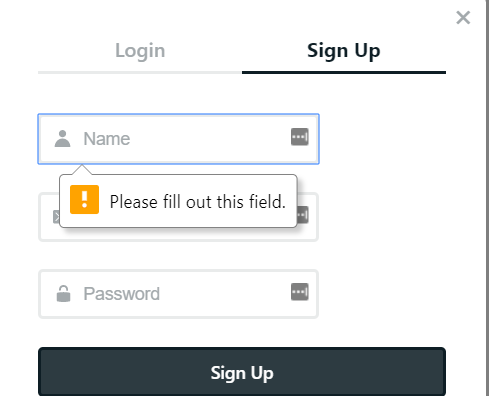 Login
Sign Up
Name
Please fill out this field.
Password
Sign Up